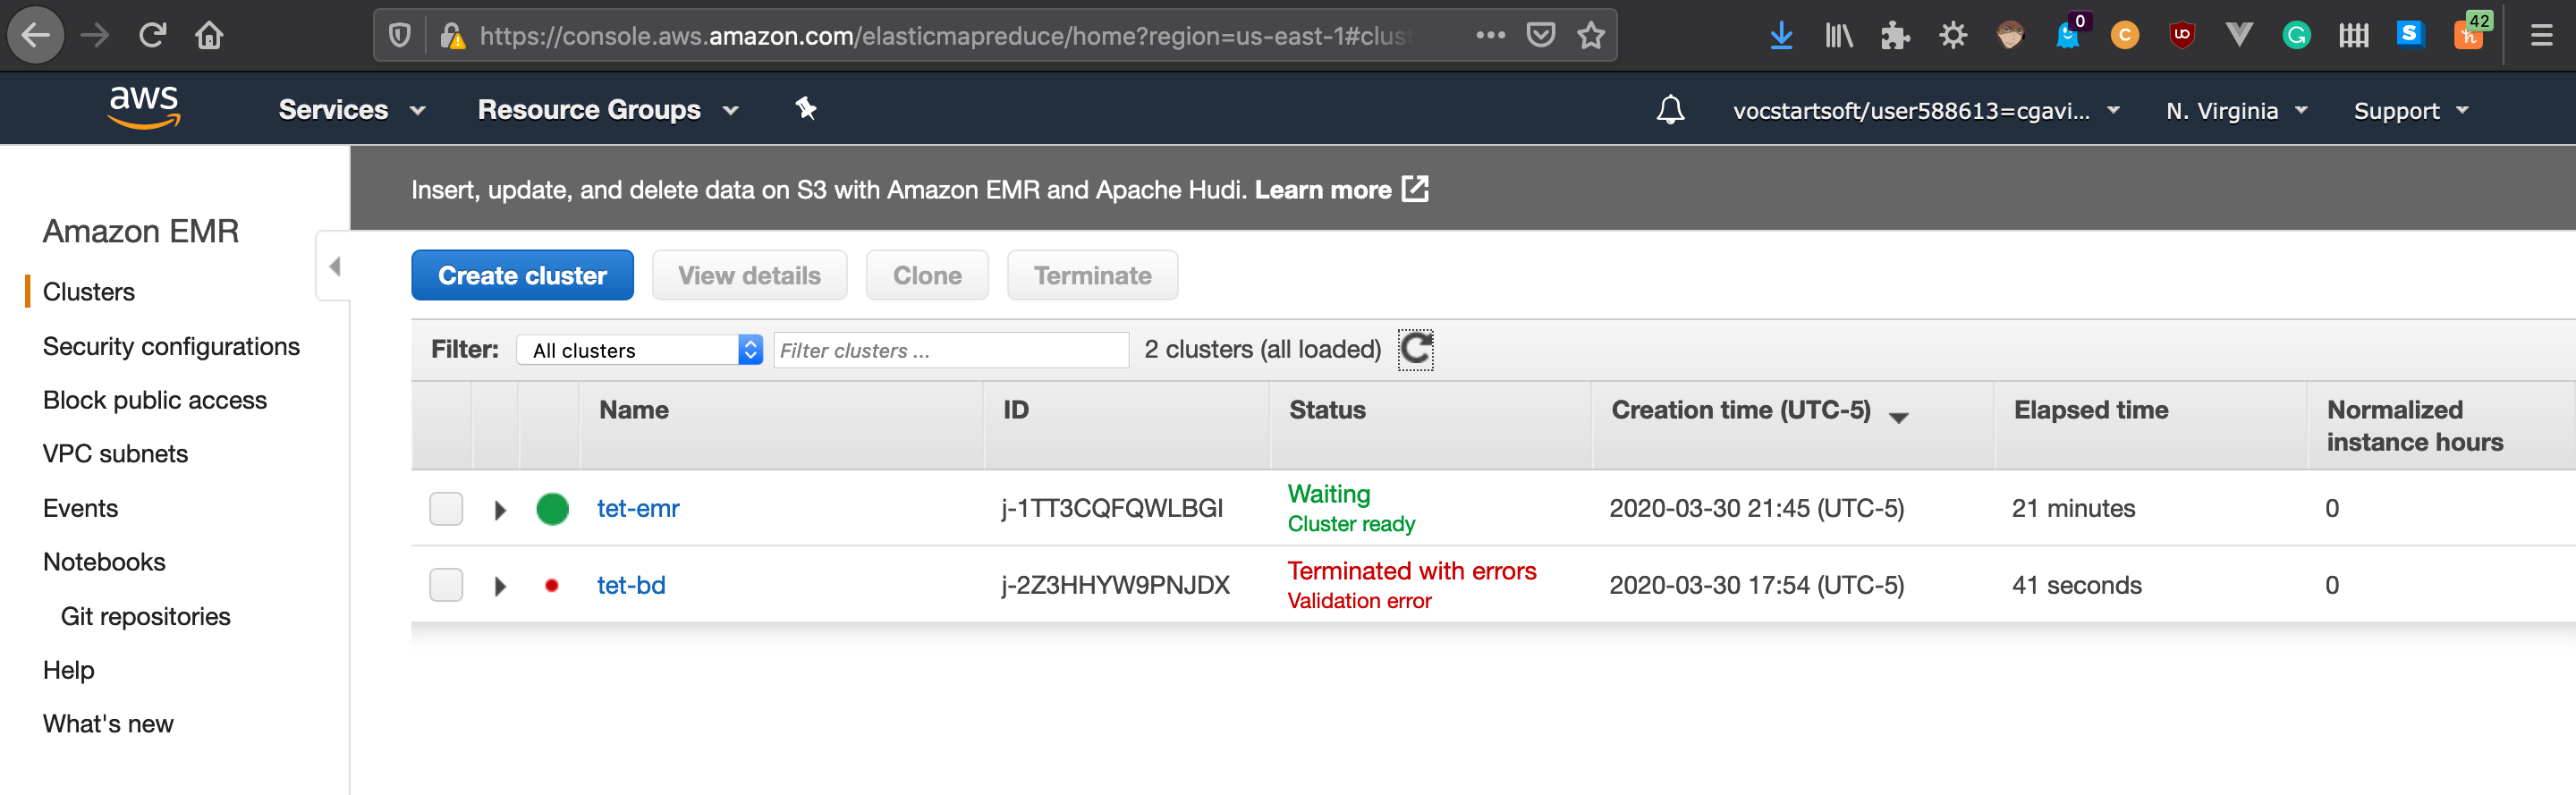 https://console.aws.amazon.com/elasticmapreduce/home?region=us-east-1#clust
0
42
aws
Services
Resource Groups
vocstartsoft/user588613=cgavi...
N. Virginia
Support
Insert, update, and delete data on S3 with Amazon EMR and Apache Hudi. Learn more
Amazon EMR
Clusters
Security configurations
Block public access
VPC subnets
Events
Notebooks
Git repositories
Help
What's new
Create cluster
View details
Clone
Terminate
Filter: All clusters Filter clusters ... 2 clusters (all loaded)
Name ID Status Creation time (UTC-5) Elapsed time Normalized
instance hours
tet-emr j-1TT3CQFQWLBGI Waiting 2020-03-30 21:45 (UTC-5) 21 minutes 0
Cluster ready
tet-bd j-2Z3HHYW9PNJDX Terminated with errors 2020-03-30 17:54 (UTC-5) 41 seconds 0
Validation error